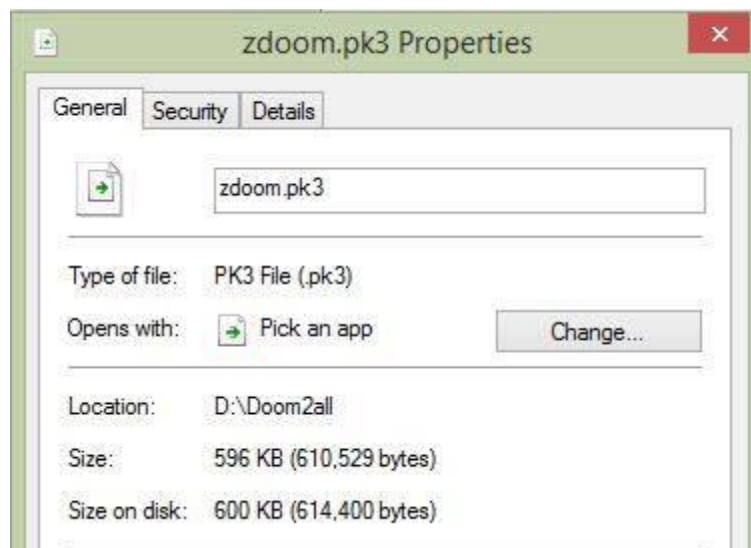 zdoom.pk3 Properties
General Security Details
zdoom.pk3
Type of file: PK3 File (.pk3)
Opens with: Pick an app Change...
Location: D:\Doom2all
Size: 596 KB (610,529 bytes)
Size on disk: 600 KB (614,400 bytes)